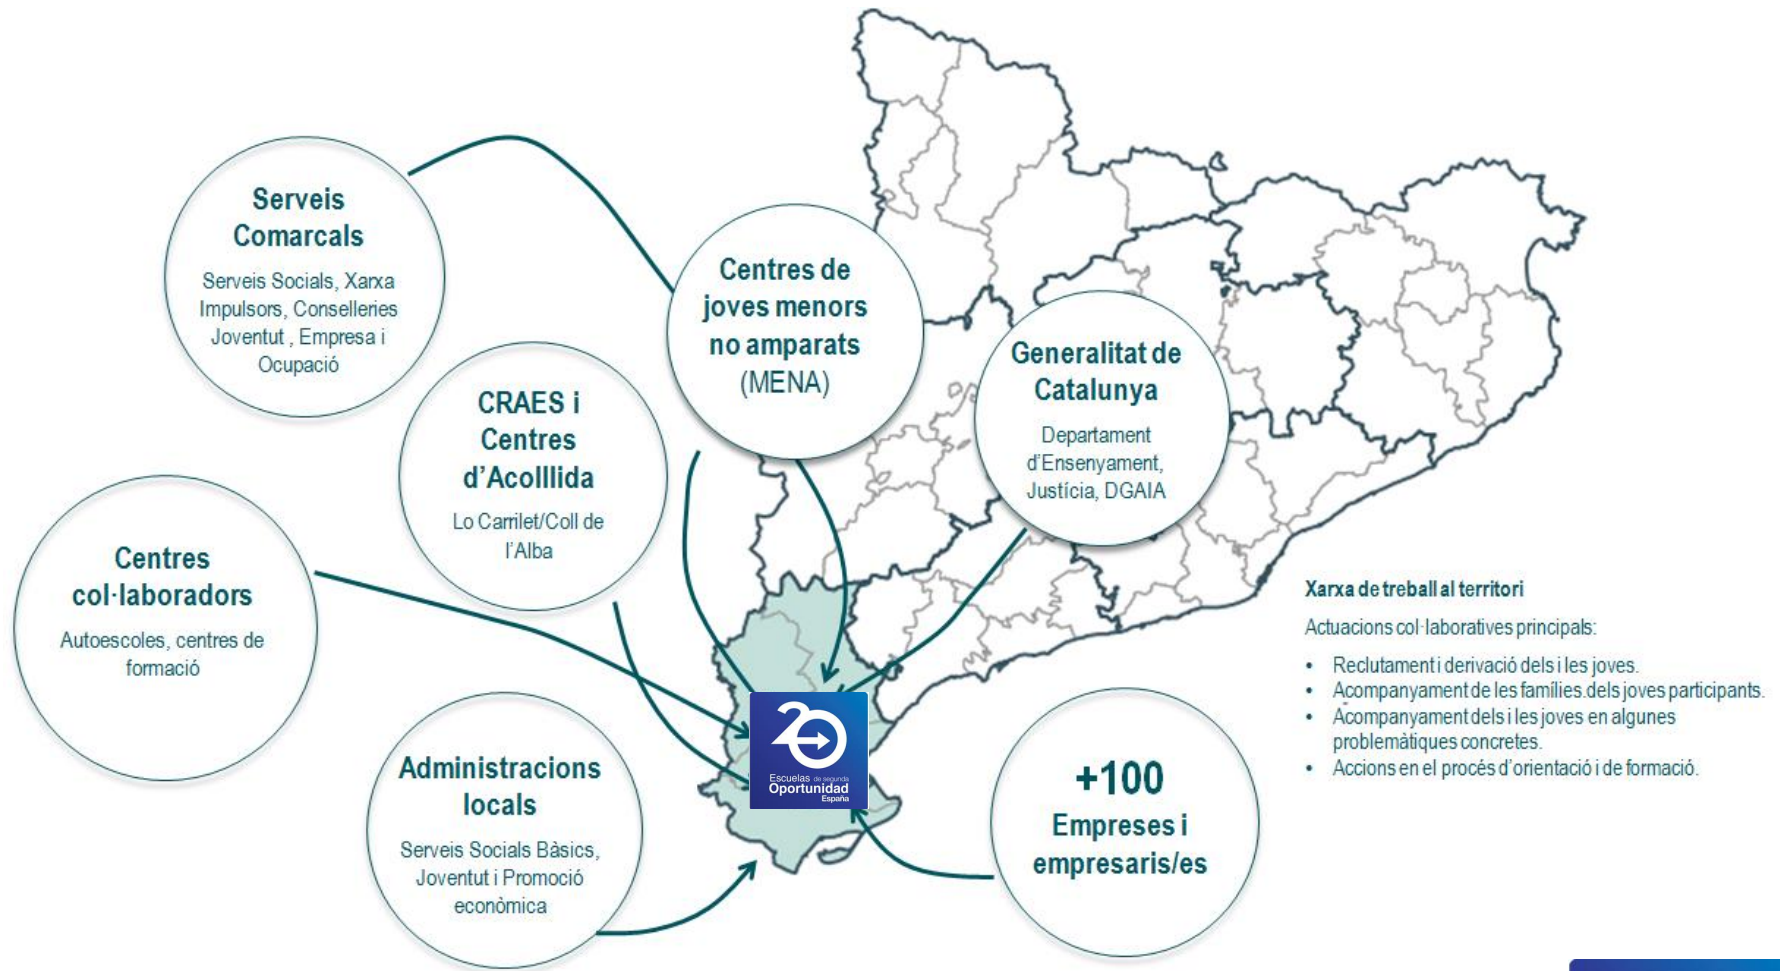 Serveis
Comarcals
Serveis Socials, Xarxa
Impulsors, Conselleries
Joventut , Empresa i
Ocupació
CRAES i
Centres
d'Acolllida
Lo Carrilet/Coll de
l'Alba
Centres de
joves menors
no amparats
(MENA)
Generalitat de
Catalunya
Departament
d'Ensenyament,
Justícia, DGAIA
Centres
col·laboradors
Autoescoles, centres de
formació
Administracions
locals
Serveis Socials Bàsics,
Joventut i Promoció
econòmica
2O
Escuelas de segunda
Oportunidad
España
+100
Empreses i
empresaris/es
Xarxa de treball al territori
Actuacions col·laboratives principals:
• Reclutament i derivació dels i les joves.
• Acompanyament de les famílies.dels joves participants.
• Acompanyament dels i les joves en algunes
problemàtiques concretes.
• Accions en el procés d'orientació i de formació.